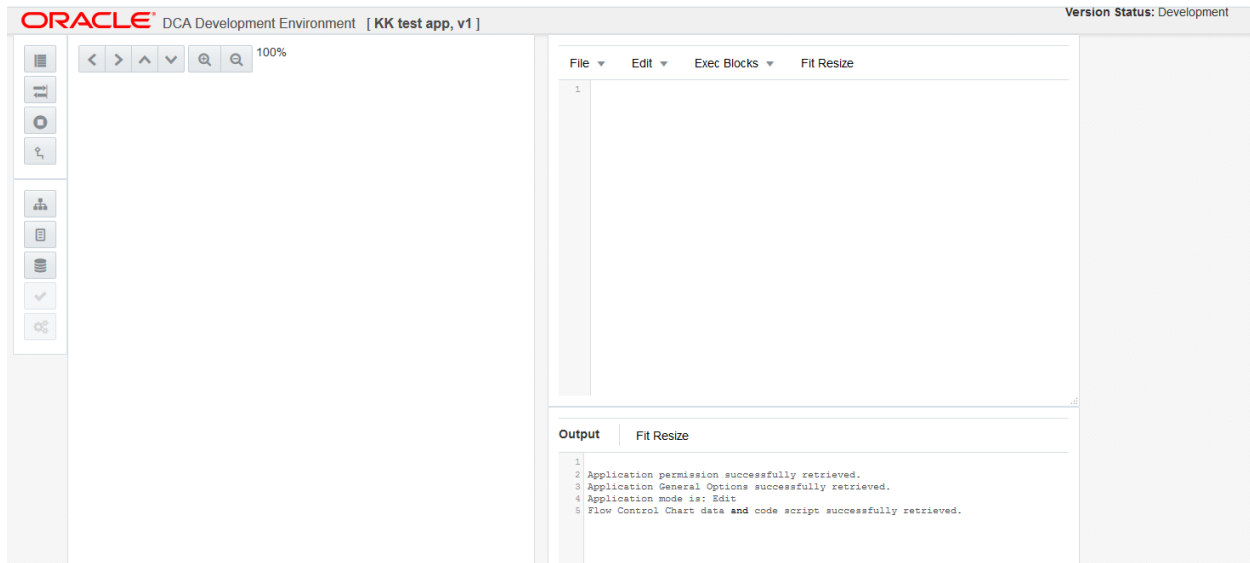 ORACLE DCA Development Environment [ KK test app, v1 ]
Version Status: Development
100%
File Edit Exec Blocks Fit Resize
1
Output Fit Resize
1
2 Application permission successfully retrieved.
3 Application General Options successfully retrieved.
4 Application mode is: Edit
5 Flow Control Chart data and code script successfully retrieved.